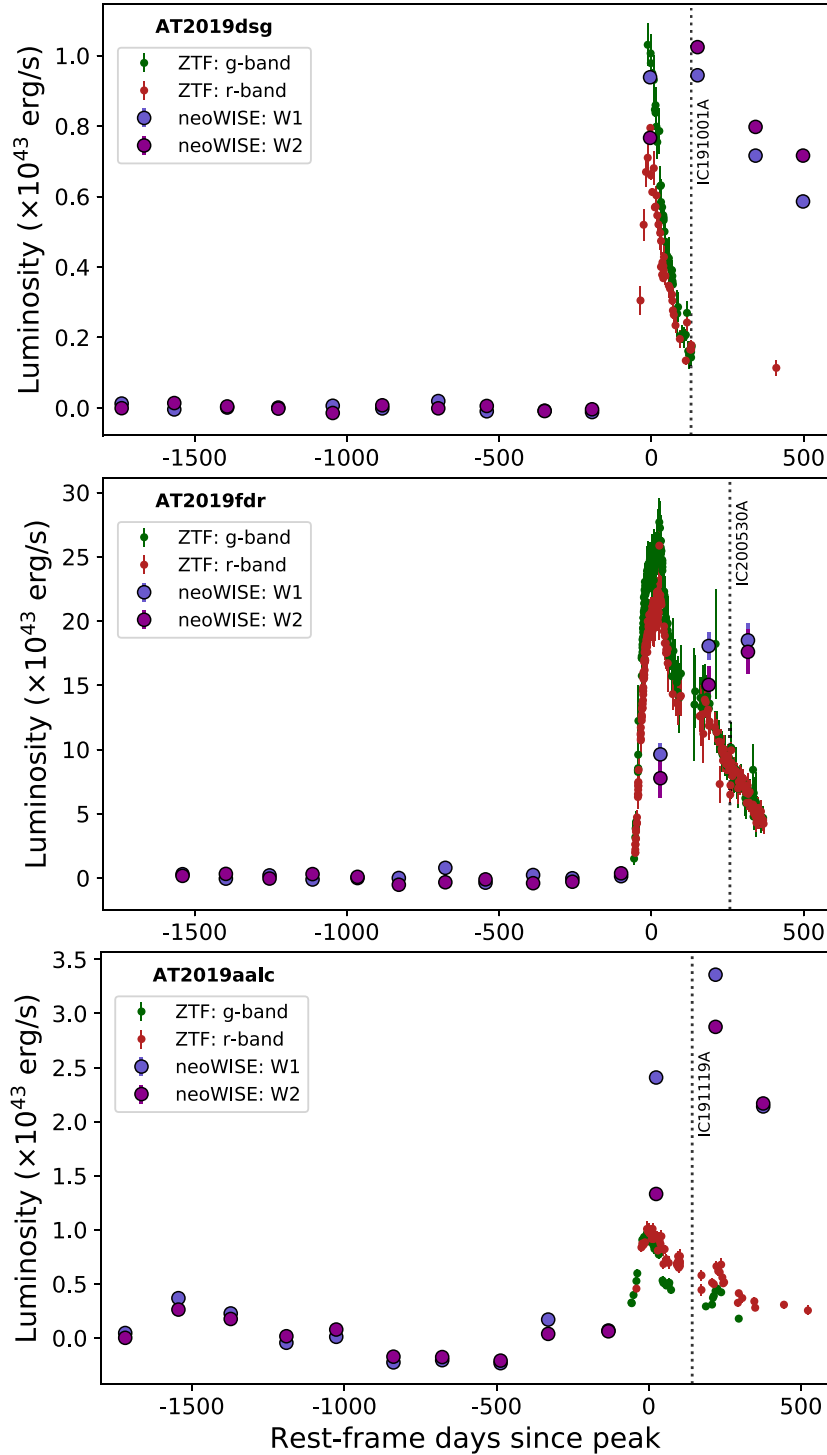 AT2019dsg
ZTF: g-band
ZTF: r-band
neoWISE: W1
neoWISE: W2
IC191001A
Luminosity (×10^43 erg/s)
1.0
0.8
0.6
0.4
0.2
0.0
-1500 -1000 -500 0 500
AT2019fdr
ZTF: g-band
ZTF: r-band
neoWISE: W1
neoWISE: W2
IC200530A
Luminosity (×10^43 erg/s)
30
25
20
15
10
5
0
-1500 -1000 -500 0 500
AT2019aalc
ZTF: g-band
ZTF: r-band
neoWISE: W1
neoWISE: W2
IC191119A
Luminosity (×10^43 erg/s)
3.5
3.0
2.5
2.0
1.5
1.0
0.5
0.0
-1500 -1000 -500 0 500
Rest-frame days since peak